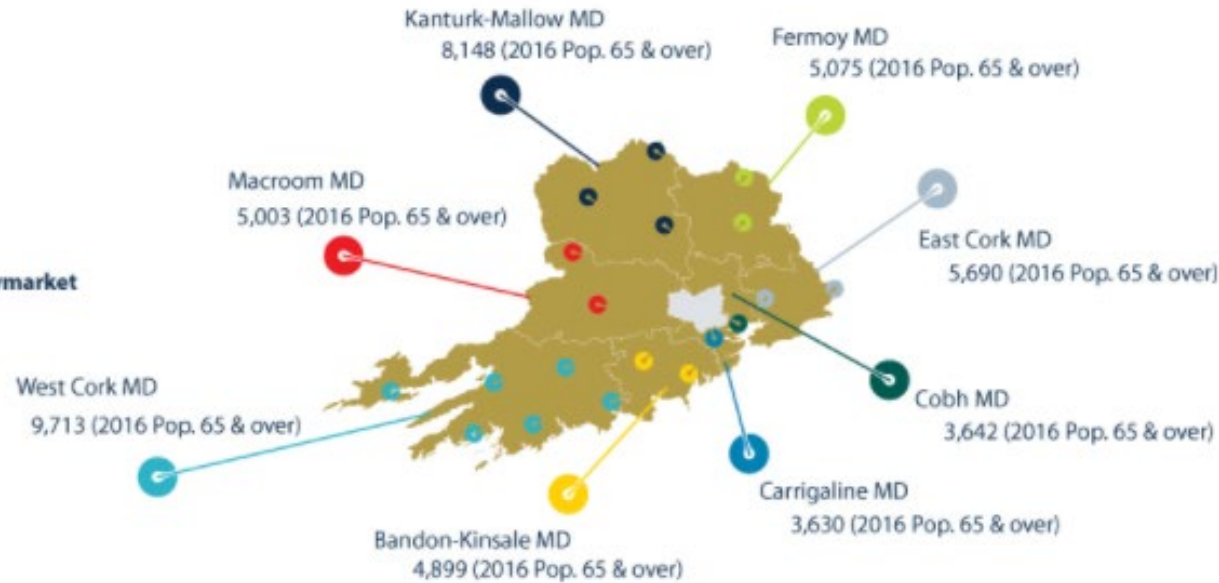 Kanturk-Mallow MD
8,148 (2016 Pop. 65 & over)
Fermoy MD
5,075 (2016 Pop. 65 & over)
Macroom MD
5,003 (2016 Pop. 65 & over)
East Cork MD
5,690 (2016 Pop. 65 & over)
West Cork MD
9,713 (2016 Pop. 65 & over)
Cobh MD
3,642 (2016 Pop. 65 & over)
Carrigaline MD
3,630 (2016 Pop. 65 & over)
Bandon-Kinsale MD
4,899 (2016 Pop. 65 & over)